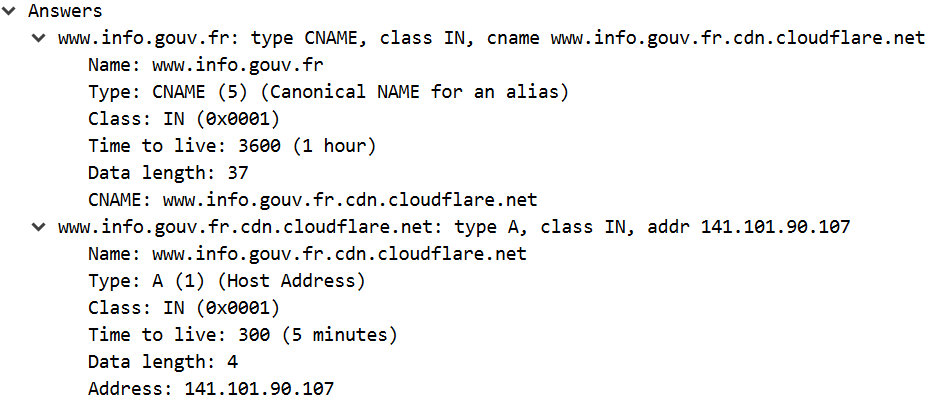 Answers
www.info.gouv.fr: type CNAME, class IN, cname www.info.gouv.fr.cdn.cloudflare.net
Name: www.info.gouv.fr
Type: CNAME (5) (Canonical NAME for an alias)
Class: IN (0x0001)
Time to live: 3600 (1 hour)
Data length: 37
CNAME: www.info.gouv.fr.cdn.cloudflare.net
www.info.gouv.fr.cdn.cloudflare.net: type A, class IN, addr 141.101.90.107
Name: www.info.gouv.fr.cdn.cloudflare.net
Type: A (1) (Host Address)
Class: IN (0x0001)
Time to live: 300 (5 minutes)
Data length: 4
Address: 141.101.90.107